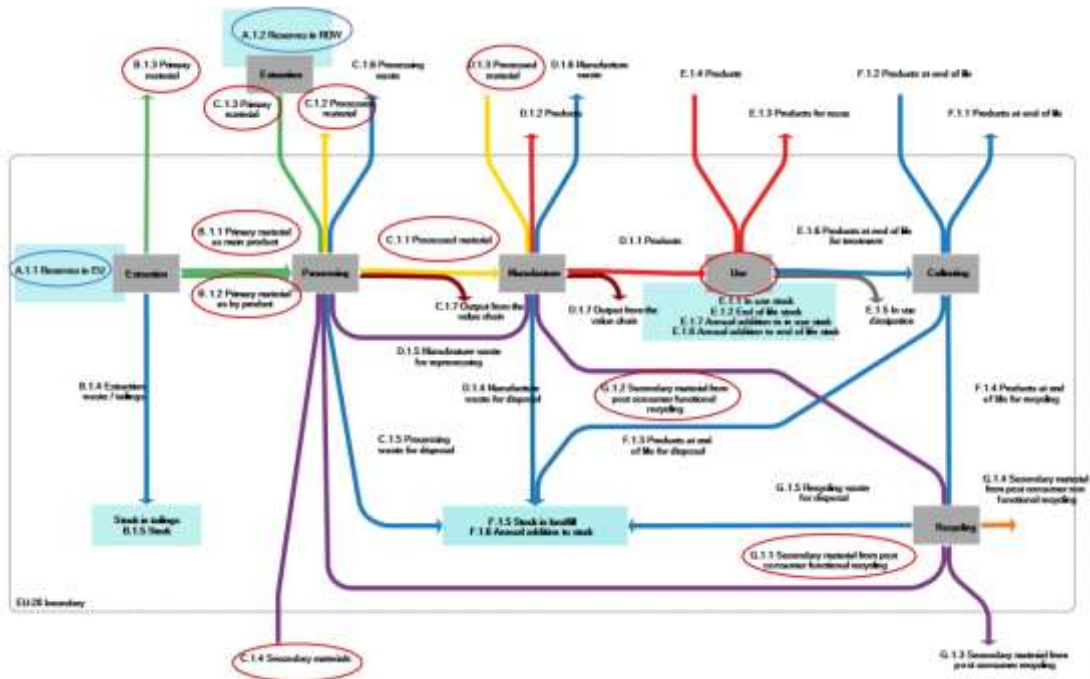 A.1.2 Reserves in ROW
Extraction
B.1.3 Primary
material
C.1.3 Primary
material
C.1.2 Processed
material
C.1.6 Processing
waste
D.1.3 Processed
material
D.1.6 Manufacture
waste
D.1.2 Products
E.1.4 Products
E.1.3 Products for reuse
F.1.2 Products at end of life
F.1.1 Products at end of life
A.1.1 Reserves in EU
Extraction
B.1.1 Primary material
as main product
B.1.2 Primary material
as by product
Processing
C.1.1 Processed material
C.1.7 Output from the
value chain
Manufacture
D.1.1 Products
D.1.7 Output from the
value chain
Use
E.1.1 In use stock
E.1.2 End of life stock
E.1.7 Annual addition to in use stock
E.1.8 Annual addition to end of life stock
E.1.6 Products at end of life
for treatment
E.1.5 In use
dissipation
Collecting
B.1.4 Extraction
waste / tailings
D.1.5 Manufacture waste
for reprocessing
D.1.4 Manufacture
waste for disposal
G.1.2 Secondary material from
post consumer functional
recycling
F.1.4 Products at end
of life for recycling
C.1.5 Processing
waste for disposal
F.1.3 Products at end
of life for disposal
G.1.5 Recycling waste
for disposal
G.1.4 Secondary material
from post consumer non
functional recycling
Stock in tailings
B.1.5 Stock
F.1.5 Stock in landfill
F.1.6 Annual addition to stock
Recycling
G.1.1 Secondary material from post
consumer functional recycling
EU-28 boundary
C.1.4 Secondary materials
G.1.3 Secondary material from
post consumer recycling